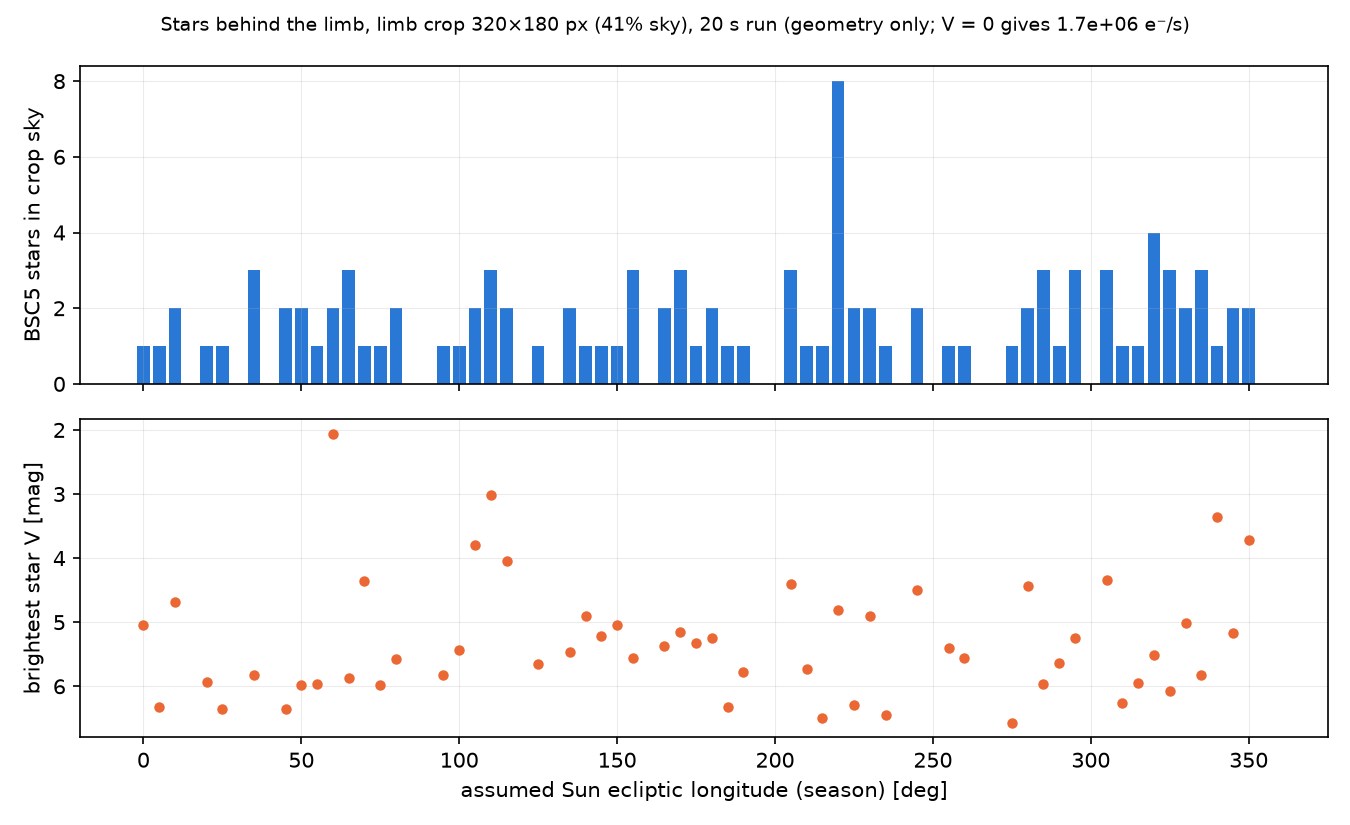 Stars behind the limb, limb crop 320×180 px (41% sky), 20 s run (geometry only; V = 0 gives 1.7e+06 e⁻/s)
BSC5 stars in crop sky
8
6
4
2
0
brightest star V [mag]
2
3
4
5
6
0 50 100 150 200 250 300 350
assumed Sun ecliptic longitude (season) [deg]